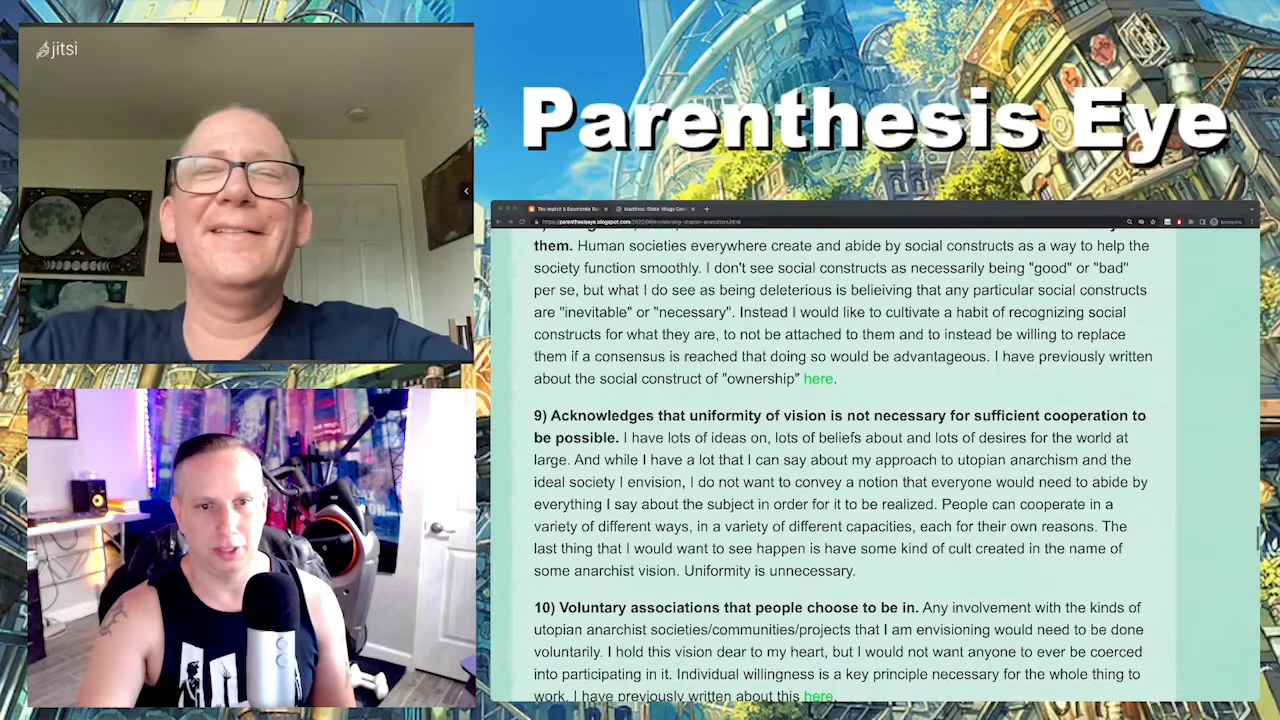 jitsi
Parenthesis Eye
https://parenthesiseye.blogspot.com/2022/06/envisioning-utopian-anarchism.html
them. Human societies everywhere create and abide by social constructs as a way to help the
society function smoothly. I don't see social constructs as necessarily being "good" or "bad"
per se, but what I do see as being deleterious is belieiving that any particular social constructs
are "inevitable" or "necessary". Instead I would like to cultivate a habit of recognizing social
constructs for what they are, to not be attached to them and to instead be willing to replace
them if a consensus is reached that doing so would be advantageous. I have previously written
about the social construct of "ownership" here.
9) Acknowledges that uniformity of vision is not necessary for sufficient cooperation to
be possible. I have lots of ideas on, lots of beliefs about and lots of desires for the world at
large. And while I have a lot that I can say about my approach to utopian anarchism and the
ideal society I envision, I do not want to convey a notion that everyone would need to abide by
everything I say about the subject in order for it to be realized. People can cooperate in a
variety of different ways, in a variety of different capacities, each for their own reasons. The
last thing that I would want to see happen is have some kind of cult created in the name of
some anarchist vision. Uniformity is unnecessary.
10) Voluntary associations that people choose to be in. Any involvement with the kinds of
utopian anarchist societies/communities/projects that I am envisioning would need to be done
voluntarily. I hold this vision dear to my heart, but I would not want anyone to ever be coerced
into participating in it. Individual willingness is a key principle necessary for the whole thing to
work. I have previously written about this here.